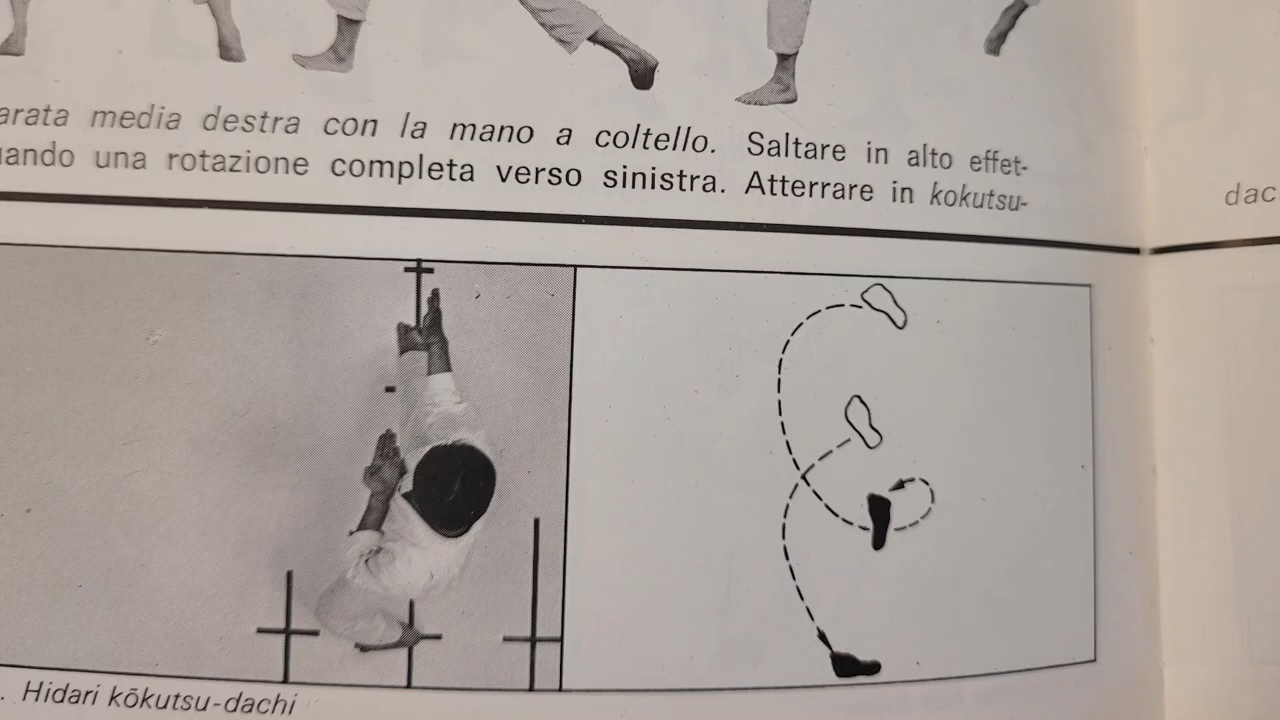 arata media destra con la mano a coltello. Saltare in alto effet-
uando una rotazione completa verso sinistra. Atterrare in kokutsu-
dac
. Hidari kōkutsu-dachi